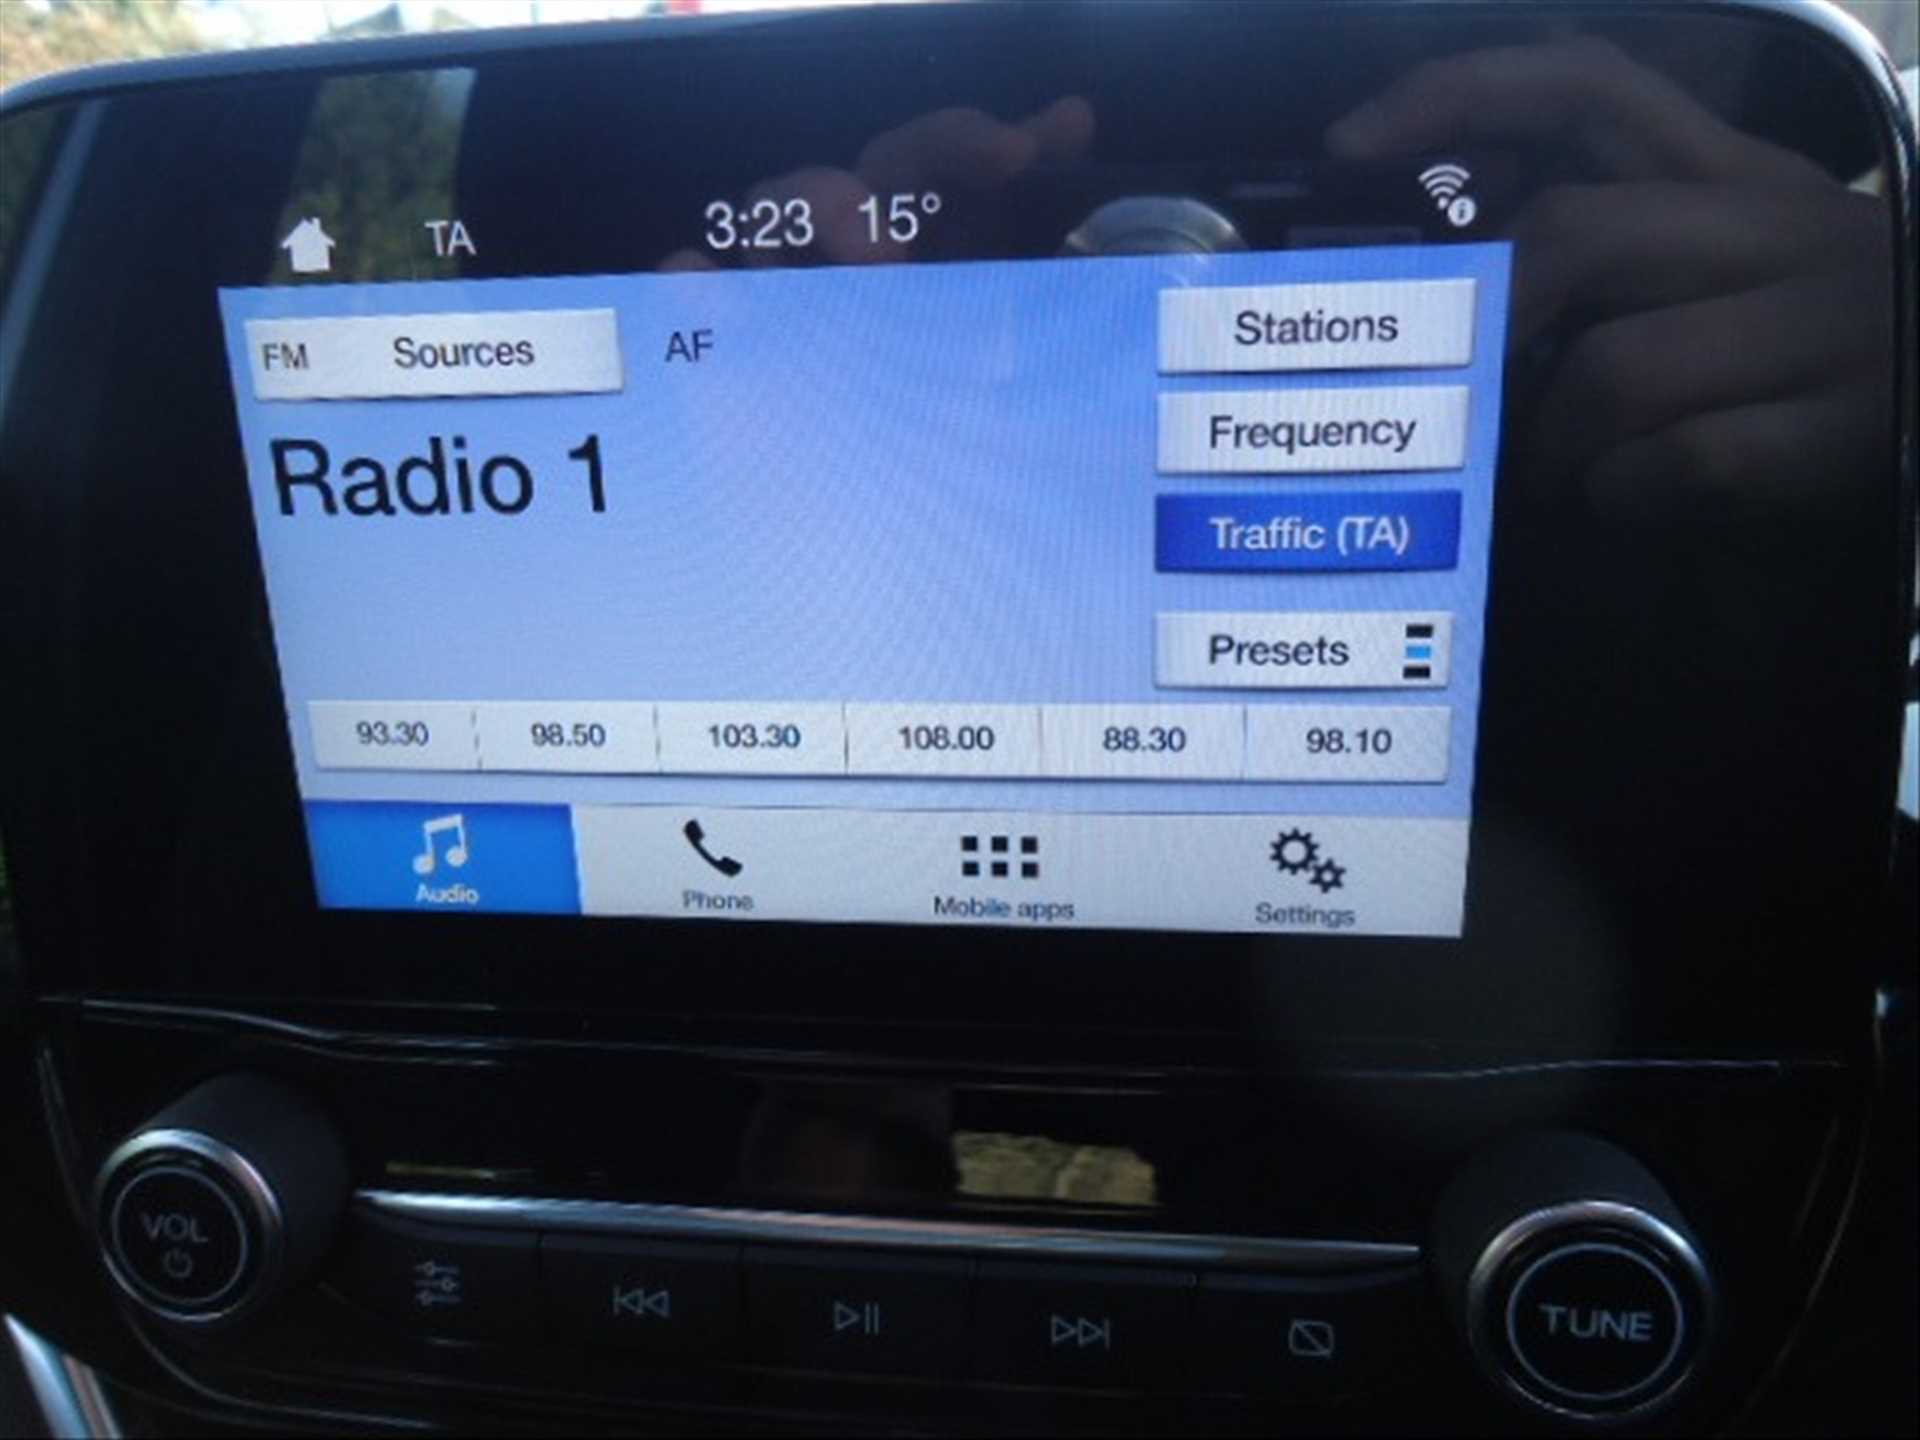 TA 3:23 15°
FM Sources AF Stations
Radio 1
Frequency
Traffic (TA)
Presets
93.30 98.50 103.30 108.00 88.30 98.10
Audio Phone Mobile apps Settings
VOL
TUNE